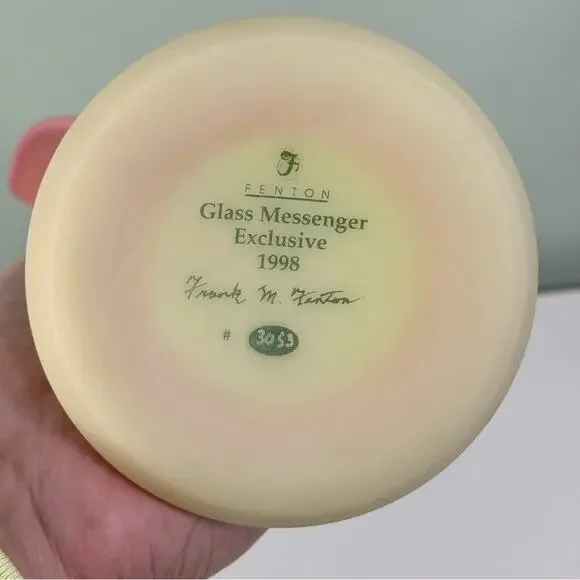 F
FENTON
Glass Messenger
Exclusive
1998
Frank M. Fenton
# 3053